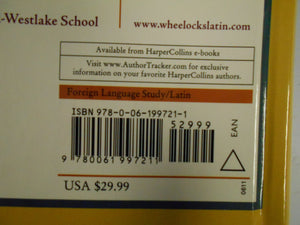 -Westlake School
www.wheelockslatin.com
Available from HarperCollins e-books
Visit www.AuthorTracker.com for exclusive
information on your favorite HarperCollins authors.
Foreign Language Study/Latin
ISBN 978-0-06-199721-1
52999
EAN
9 780061 997211
USA $29.99
0611